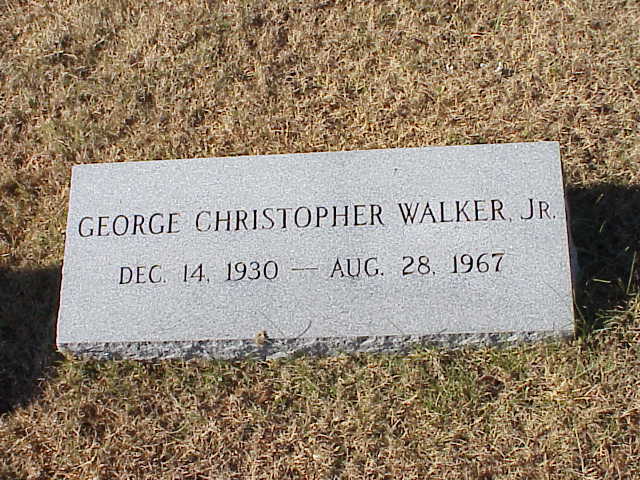 GEORGE CHRISTOPHER WALKER, JR.
DEC. 14, 1930 — AUG. 28, 1967